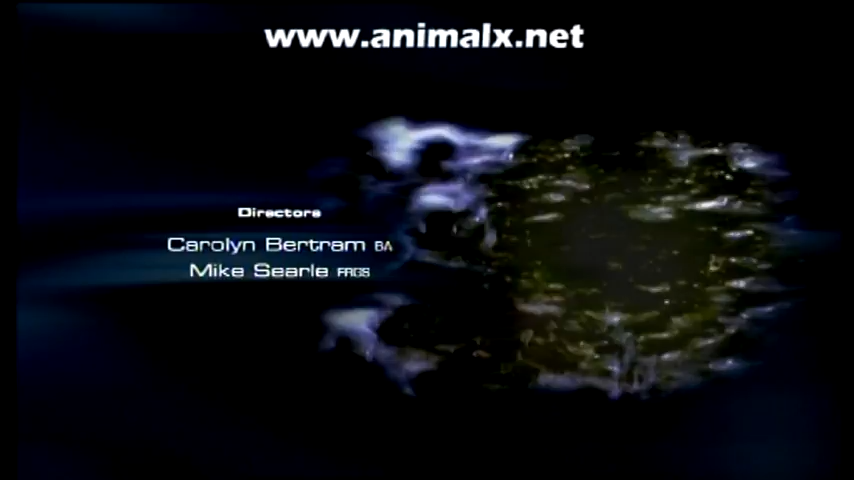 www.animalx.net
Directors
Carolyn Bertram BA
Mike Searle FRGS